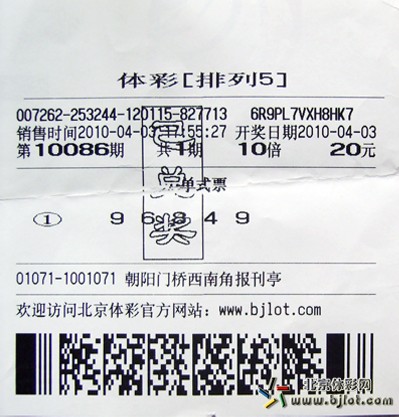 体彩[排列5]
007262-253244-120115-827713 6R9PL7VXH8HK7
销售时间2010-04-03 17:55:27 开奖日期2010-04-03
第10086期 共1期 10倍 20元
单式票
① 9 6 8 4 9
已兑奖
01071-1001071 朝阳门桥西南角报刊亭
欢迎访问北京体彩官方网站：www.bjlot.com
北京体彩网
www.bjlot.com